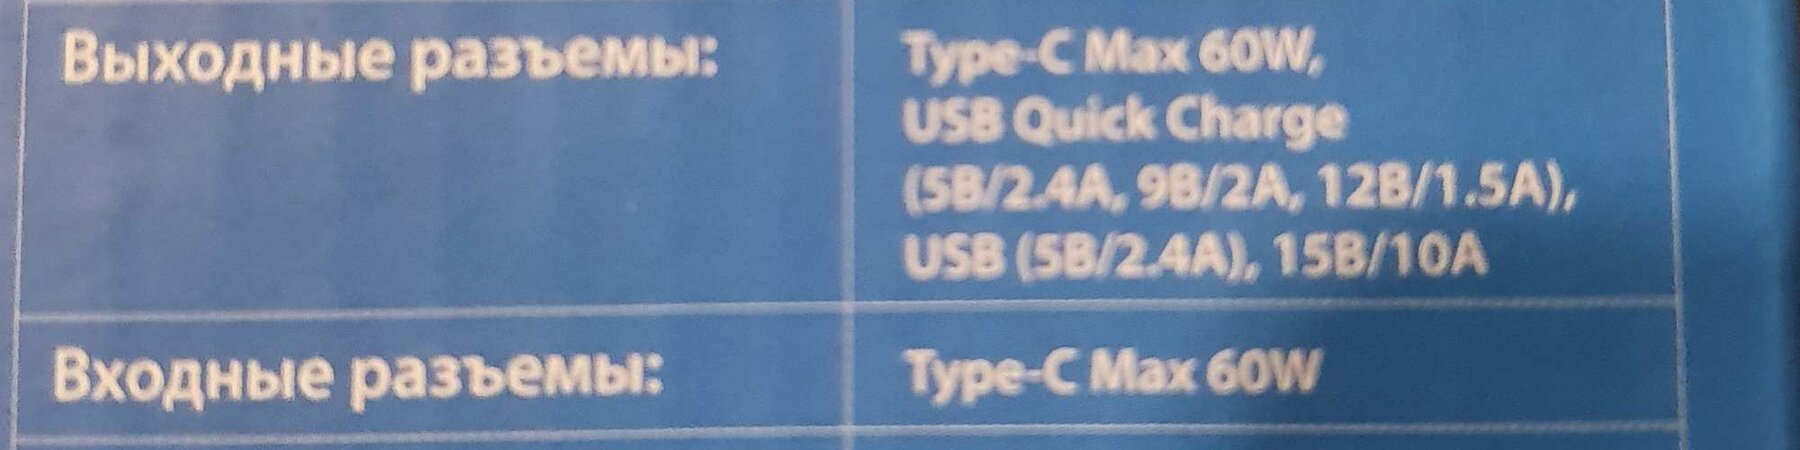 Выходные разъемы:
Type-C Max 60W,
USB Quick Charge
(5В/2.4А, 9В/2А, 12В/1.5А),
USB (5В/2.4А), 15В/10А
Входные разъемы:
Type-C Max 60W